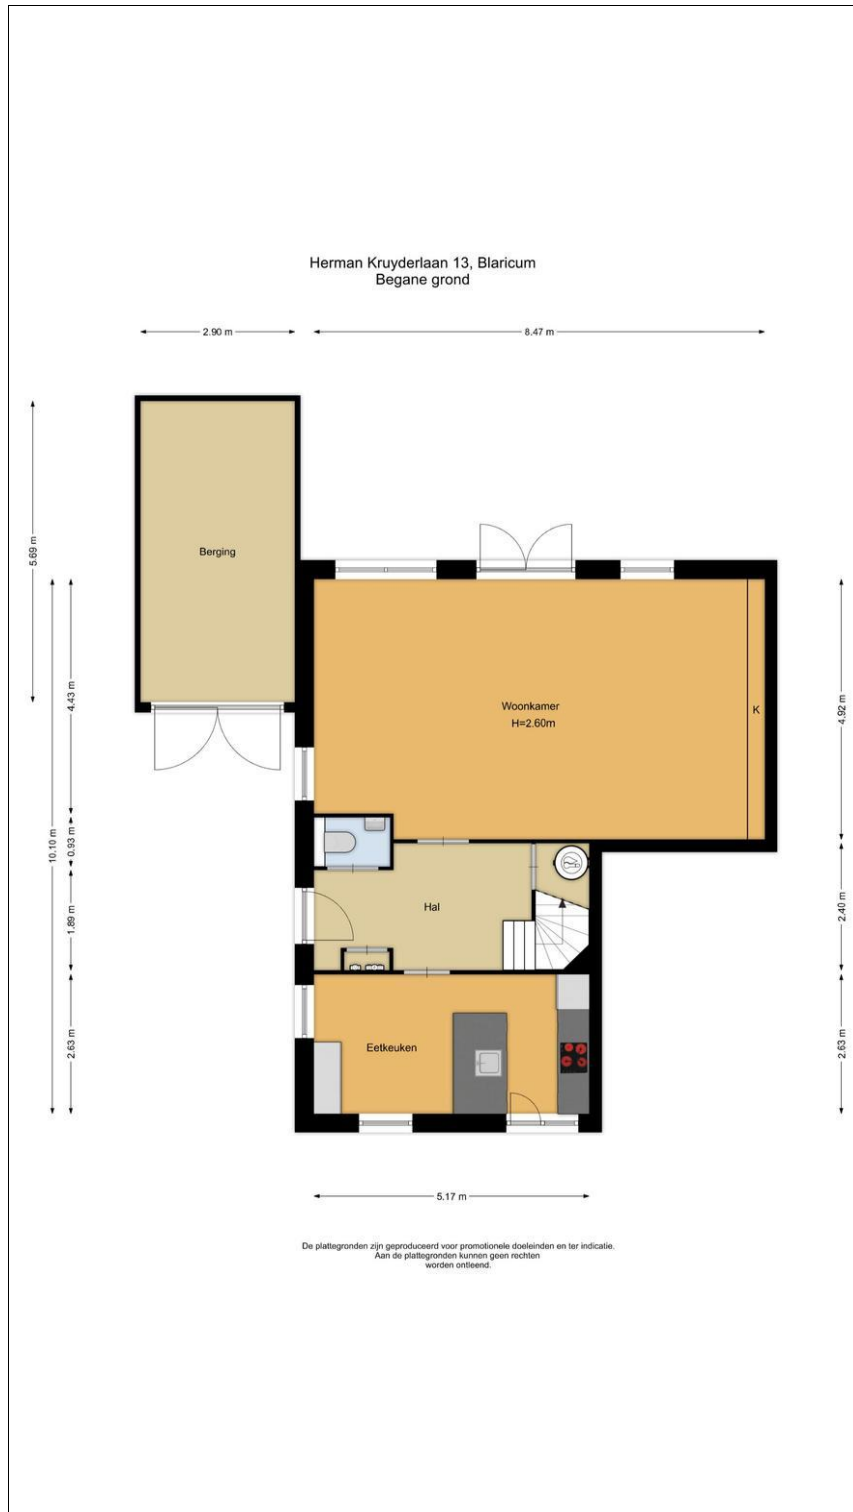 Herman Kruyderlaan 13, Blaricum
Begane grond
2.90 m
8.47 m
5.69 m
Berging
4.43 m
10.10 m
Woonkamer
H=2.60m
K
4.92 m
0.93 m
1.89 m
Hal
2.40 m
2.63 m
Eetkeuken
2.63 m
5.17 m
De plattegronden zijn geproduceerd voor promotionele doeleinden en ter indicatie.
Aan de plattegronden kunnen geen rechten
worden ontleend.